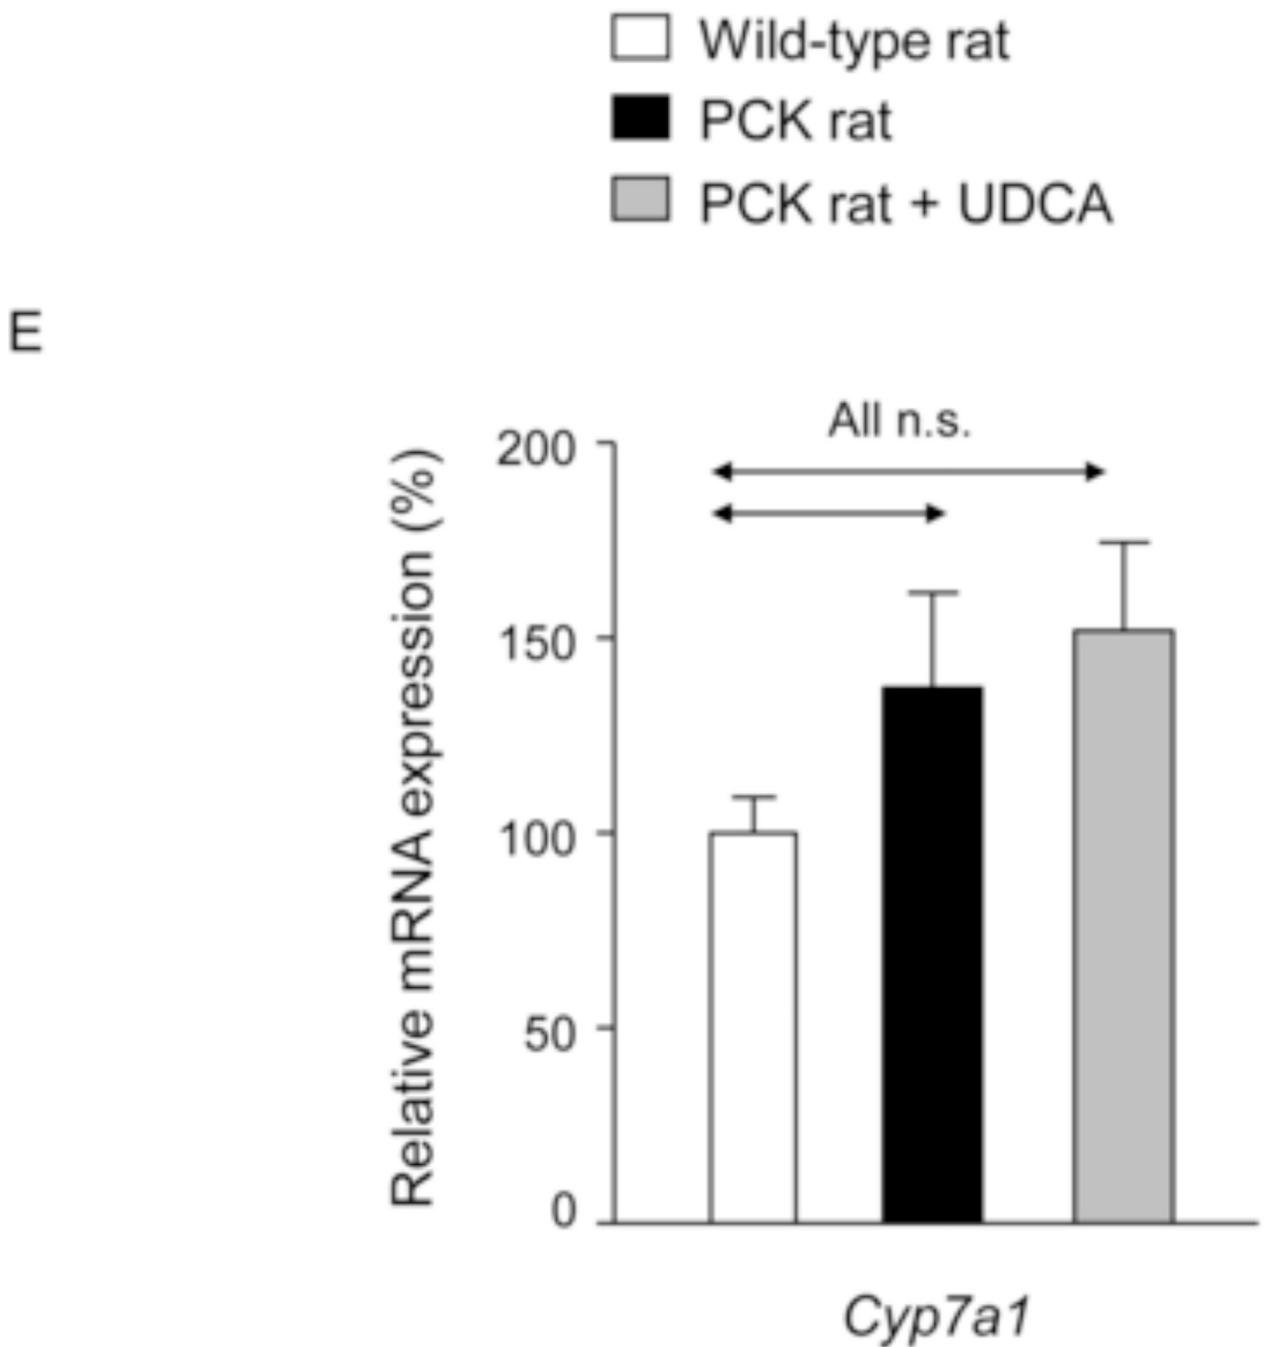 Wild-type rat
PCK rat
PCK rat + UDCA
E
All n.s.
200
150
100
50
0
Relative mRNA expression (%)
Cyp7a1